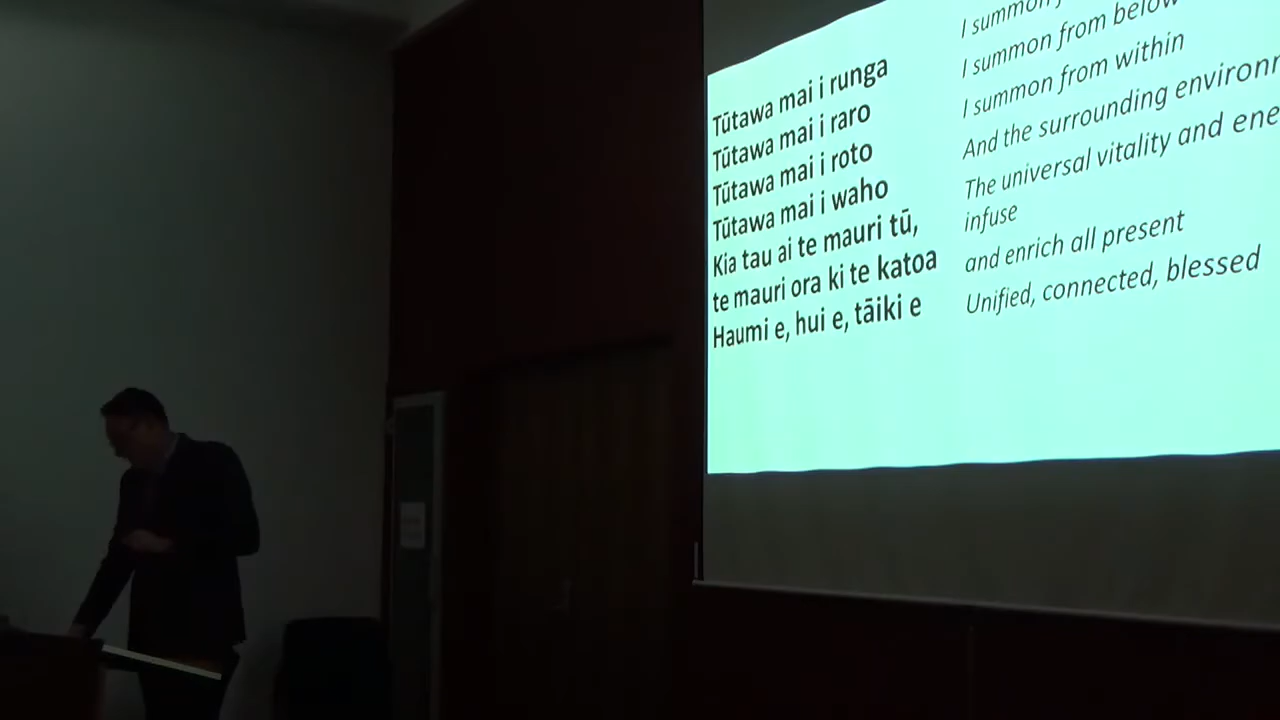 Tūtawa mai i runga
Tūtawa mai i raro
Tūtawa mai i roto
Tūtawa mai i waho
Kia tau ai te mauri tū,
te mauri ora ki te katoa
Haumi e, hui e, tāiki e
I summon
I summon from below
I summon from within
And the surrounding
The universal vitality and
infuse
and enrich all present
Unified, connected, blessed